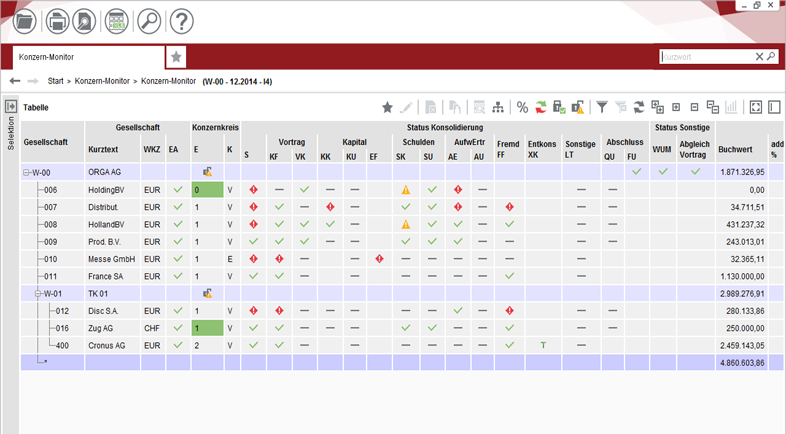 Konzern-Monitor
Kurzwort
Start > Konzern-Monitor > Konzern-Monitor (W-00 - 12.2014 - I4)
Selektion
Tabelle
%
Gesellschaft Konzernkreis Status Konsolidierung Status Sonstige
Gesellschaft Vortrag Kapital Schulden AufwErtr Fremd Entkons Sonstige Abschluss Abgleich Buchwert add
Kurztext WKZ EA E K S KF VK KK KU EF SK SU AE AU FF XK LT QU FU WUM Vortrag %
W-00 ORGA AG 1.871.326,95
006 HoldingBV EUR 0 V 0,00
007 Distribut. EUR 1 V 34.711,51
008 HollandBV EUR 1 V 431.237,32
009 Prod. B.V. EUR 1 V 243.013,01
010 Messe GmbH EUR 1 E 32.365,11
011 France SA EUR 1 V 1.130.000,00
W-01 TK 01 2.989.276,91
012 Disc S.A. EUR 1 V 280.133,86
016 Zug AG CHF 1 V 250.000,00
400 Cronus AG EUR 2 V T 2.459.143,05
* 4.860.603,86